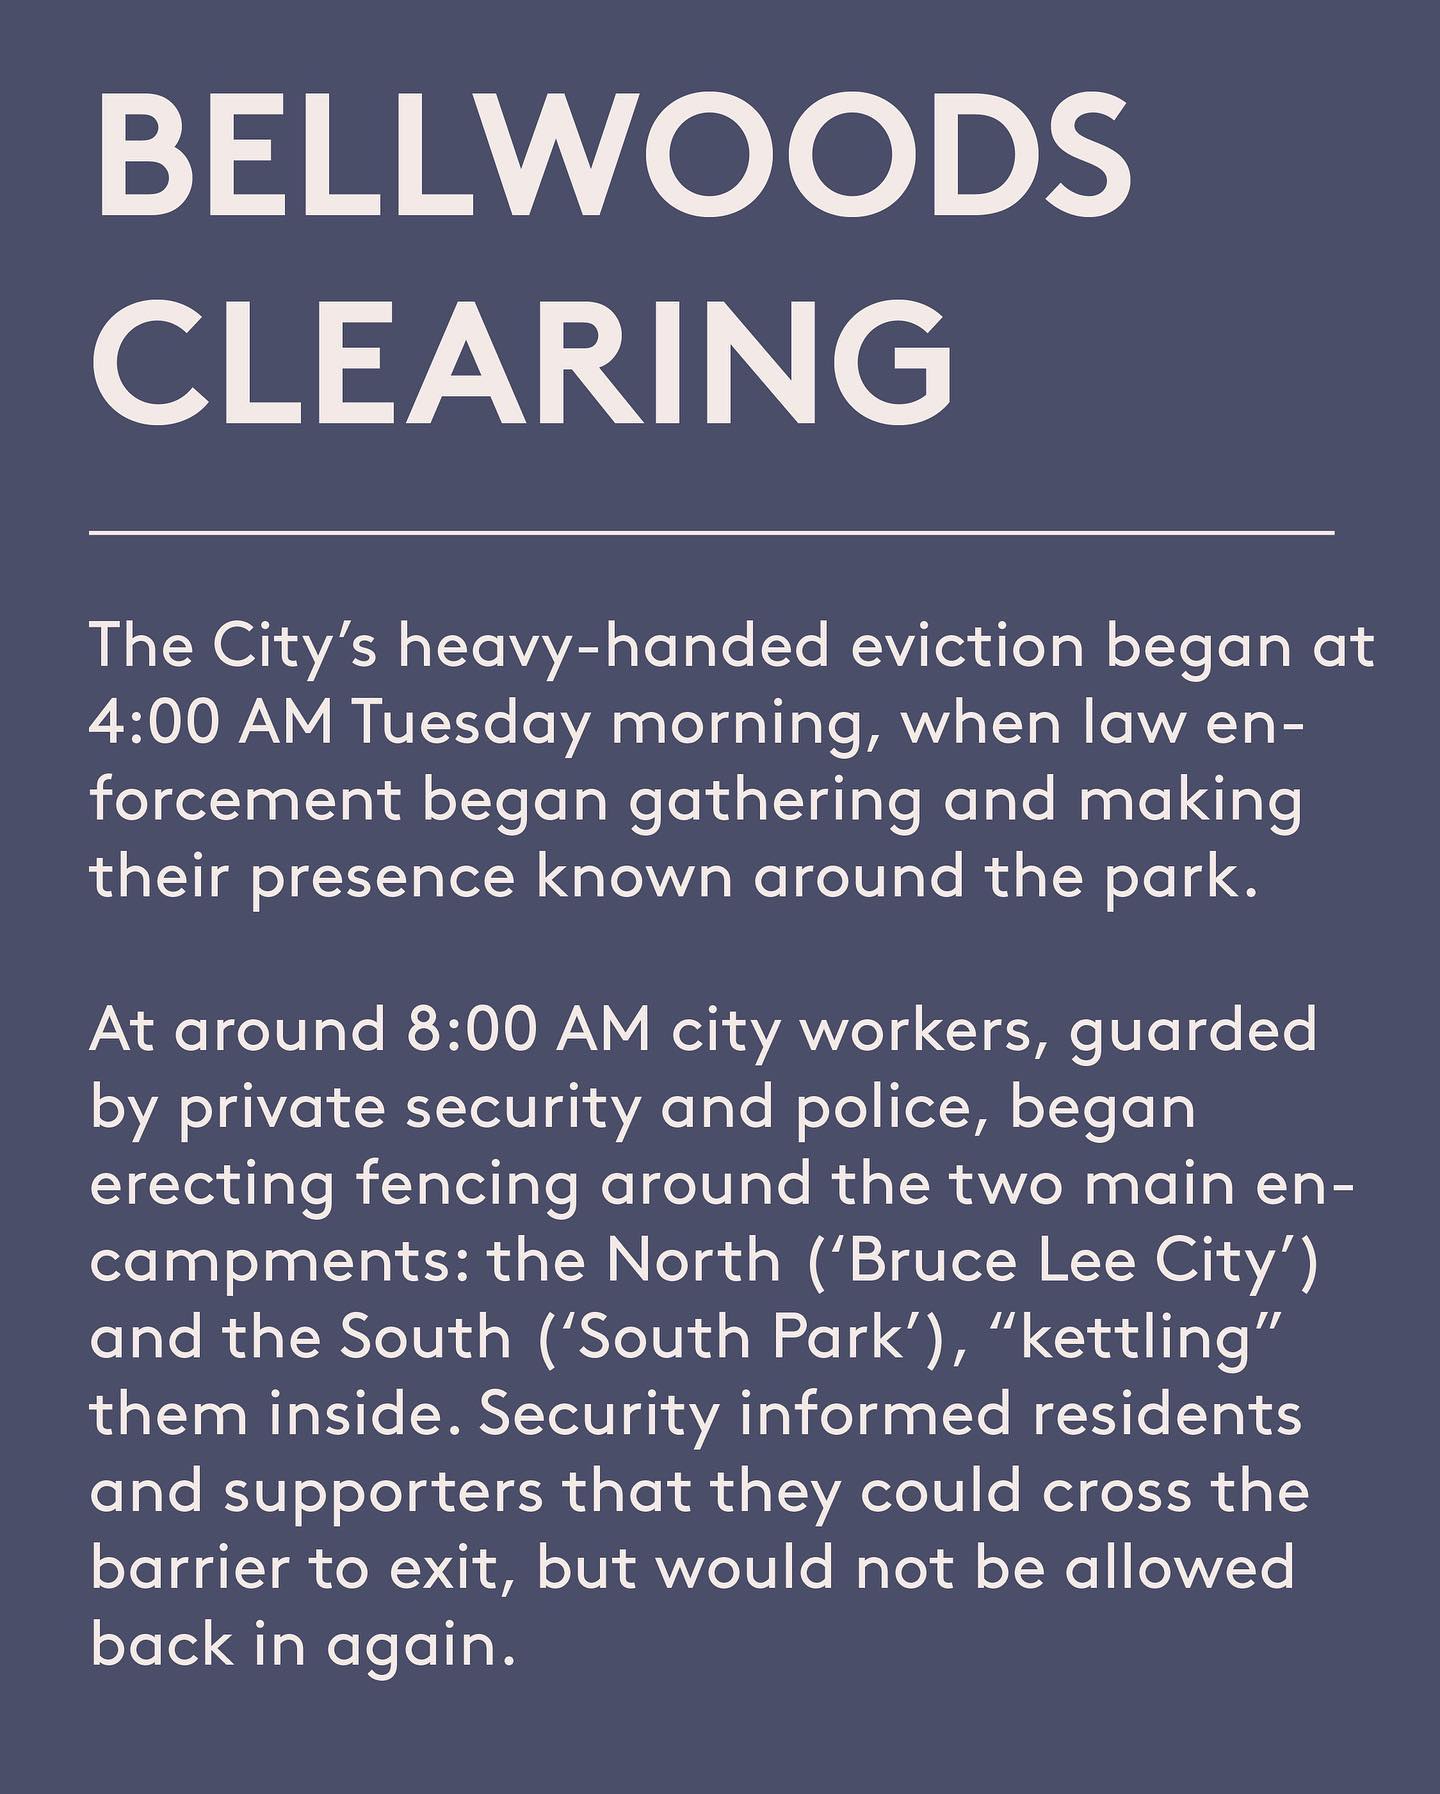 BELLWOODS
CLEARING
The City’s heavy-handed eviction began at
4:00 AM Tuesday morning, when law en-
forcement began gathering and making
their presence known around the park.
At around 8:00 AM city workers, guarded
by private security and police, began
erecting fencing around the two main en-
campments: the North (‘Bruce Lee City’)
and the South (‘South Park’), “kettling”
them inside. Security informed residents
and supporters that they could cross the
barrier to exit, but would not be allowed
back in again.